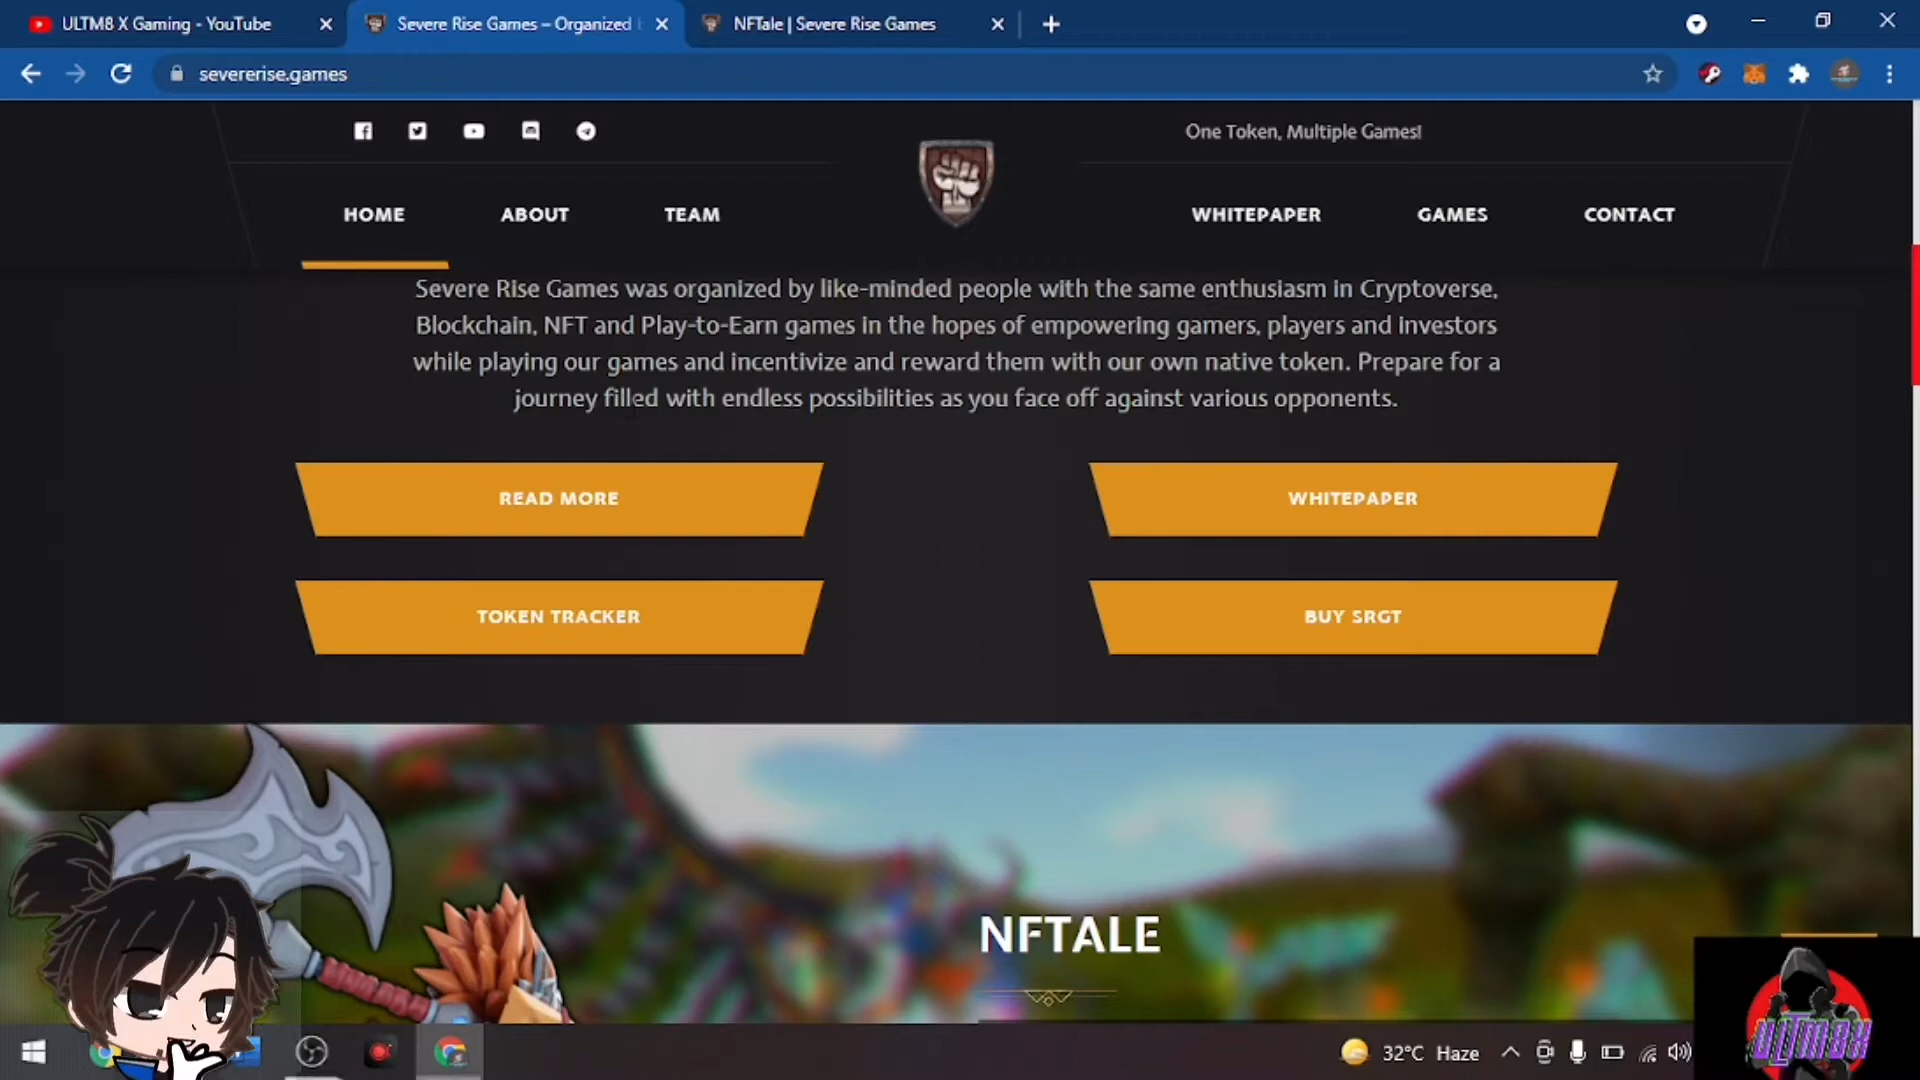 ULTM8 X Gaming - YouTube
Severe Rise Games – Organized
NFTale | Severe Rise Games
severerise.games
One Token, Multiple Games!
HOME
ABOUT
TEAM
WHITEPAPER
GAMES
CONTACT
Severe Rise Games was organized by like-minded people with the same enthusiasm in Cryptoverse,
Blockchain, NFT and Play-to-Earn games in the hopes of empowering gamers, players and investors
while playing our games and incentivize and reward them with our own native token. Prepare for a
journey filled with endless possibilities as you face off against various opponents.
READ MORE
WHITEPAPER
TOKEN TRACKER
BUY SRGT
NFTALE
32°C Haze
ULTM8X